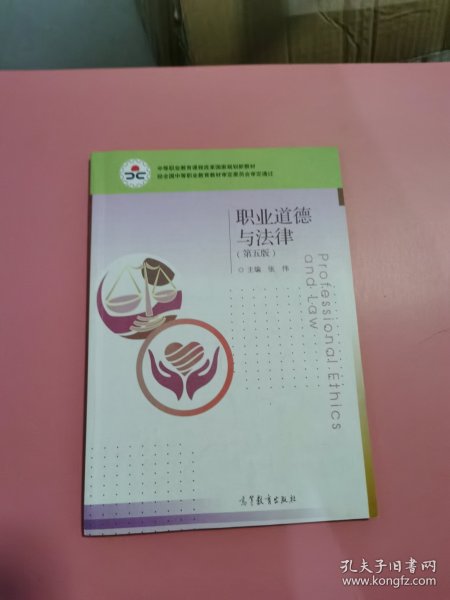 中等职业教育课程改革国家规划新教材
经全国中等职业教育教材审定委员会审定通过
职业道德
与法律
(第五版)
◎主编 张 伟
Professional Ethics
and Law
高等教育出版社
孔夫子旧书网
www.kongfz.com